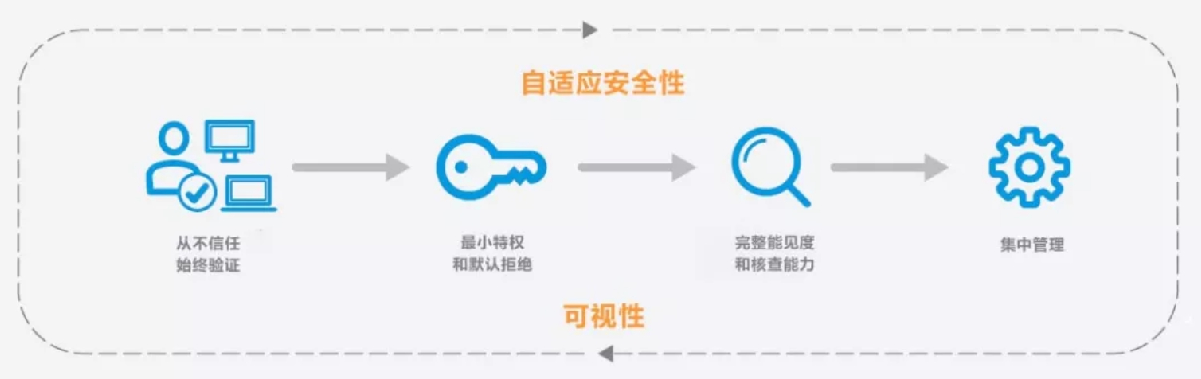 自适应安全性
从不信任
始终验证
最小特权
和默认拒绝
完整能见度
和核查能力
集中管理
可视性